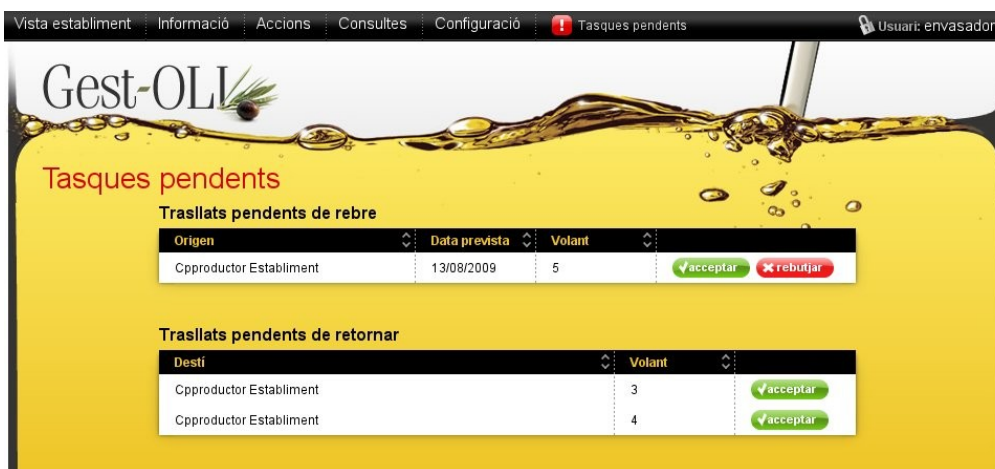 Vista establiment Informació Accions Consultes Configuració ! Tasques pendents Usuari: envasador
Gest-OLI
Tasques pendents
Trasllats pendents de rebre
Origen Data prevista Volant
Cpproductor Establiment 13/08/2009 5 acceptar rebutjar
Trasllats pendents de retornar
Destí Volant
Cpproductor Establiment 3 acceptar
Cpproductor Establiment 4 acceptar